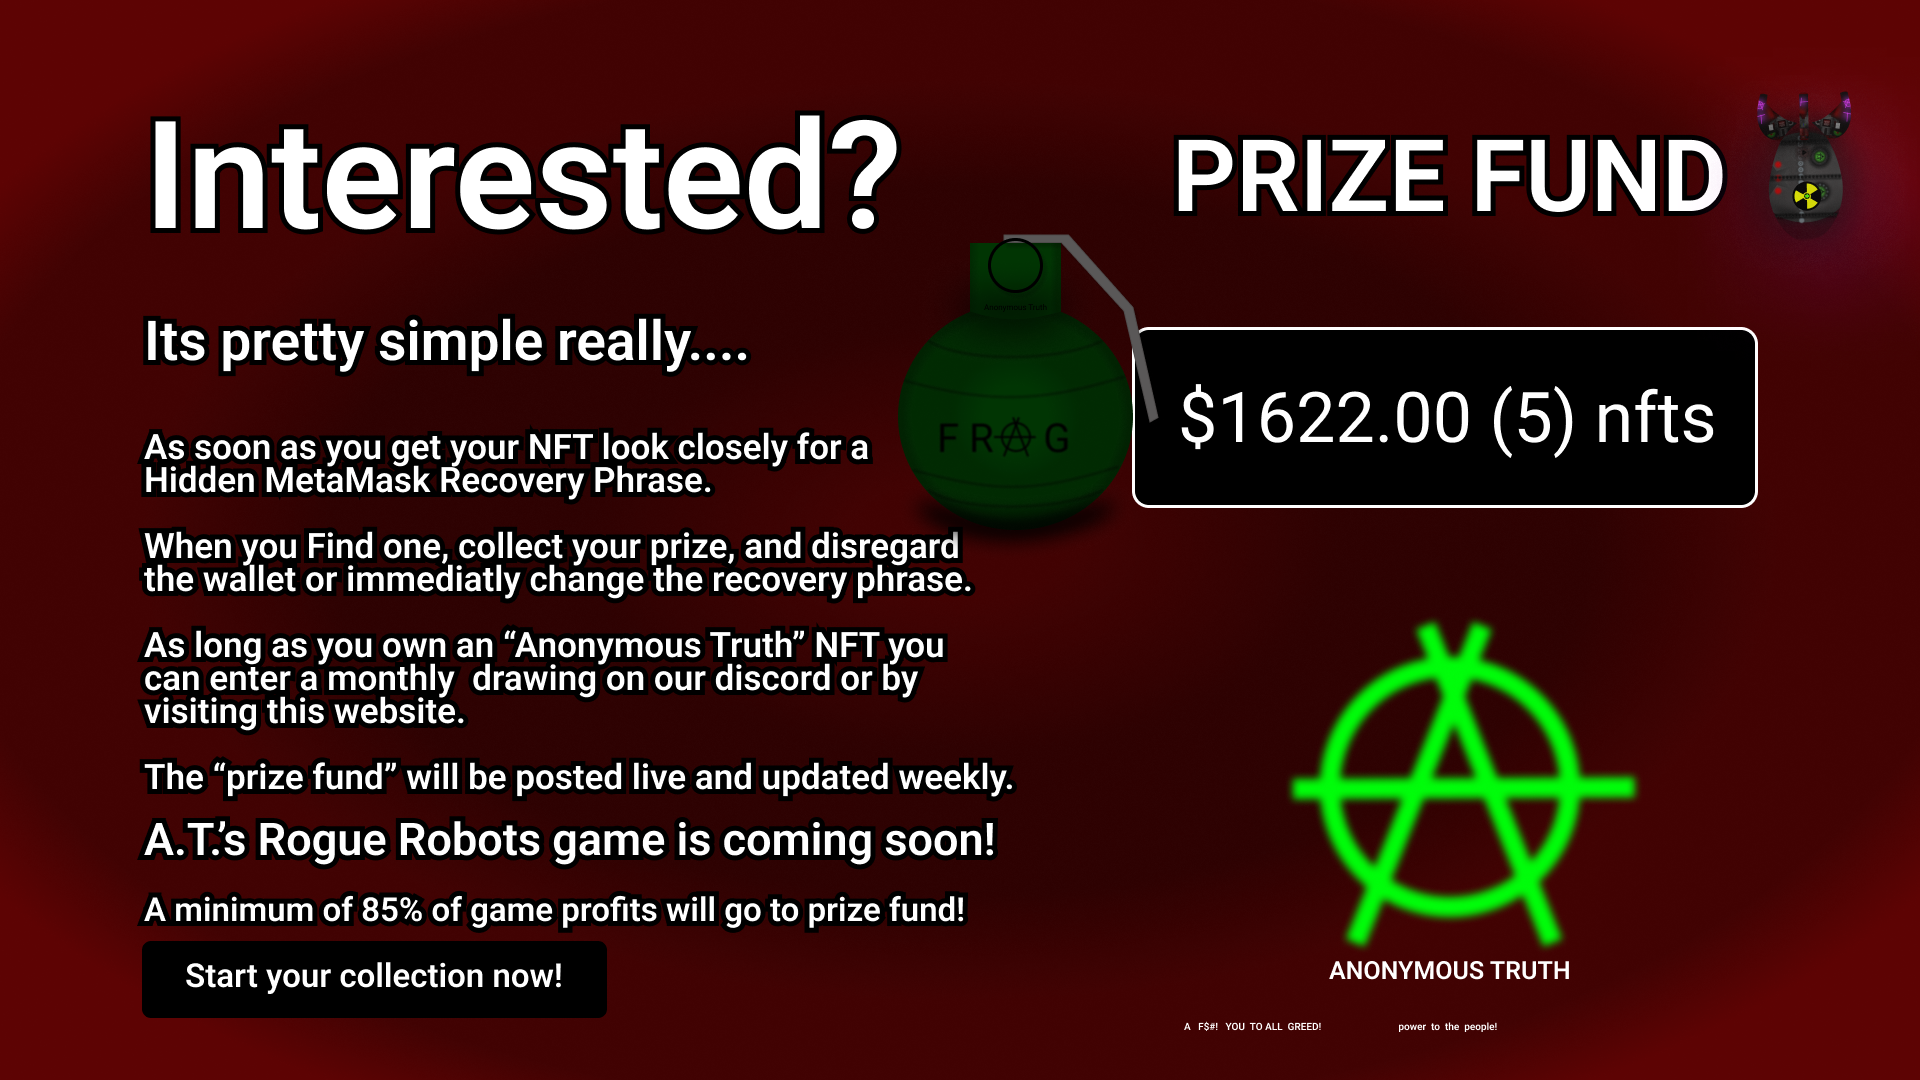 Interested?
PRIZE FUND
Its pretty simple really....
Anonymous Truth
FRAG
$1622.00 (5) nfts
As soon as you get your NFT look closely for a
Hidden MetaMask Recovery Phrase.
When you Find one, collect your prize, and disregard
the wallet or immediatly change the recovery phrase.
As long as you own an “Anonymous Truth” NFT you
can enter a monthly  drawing on our discord or by
visiting this website.
The “prize fund” will be posted live and updated weekly.
A.T.’s Rogue Robots game is coming soon!
A minimum of 85% of game profits will go to prize fund!
Start your collection now!
ANONYMOUS TRUTH
A F$#! YOU TO ALL GREED!
power to the people!